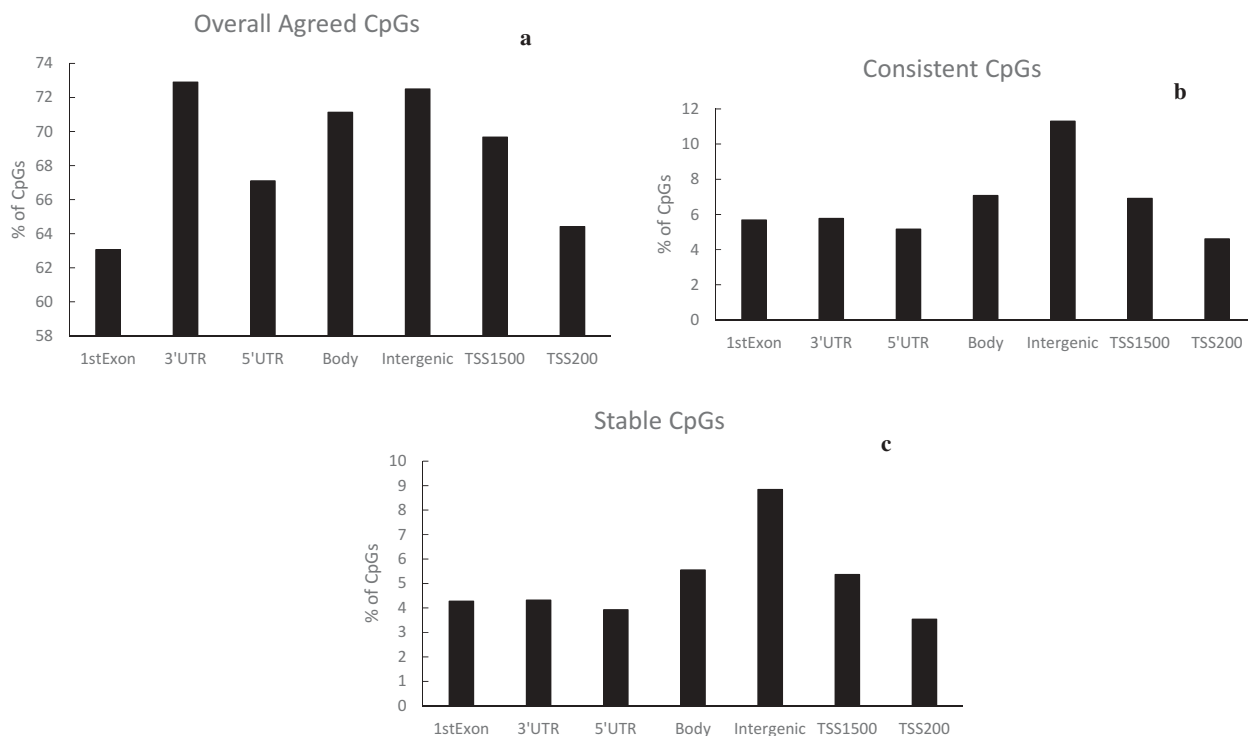 Overall Agreed CpGs
a
% of CpGs
74
72
70
68
66
64
62
60
58
1stExon 3'UTR 5'UTR Body Intergenic TSS1500 TSS200
Consistent CpGs
b
% of CpGs
12
10
8
6
4
2
0
1stExon 3'UTR 5'UTR Body Intergenic TSS1500 TSS200
Stable CpGs
c
% of CpGs
10
9
8
7
6
5
4
3
2
1
0
1stExon 3'UTR 5'UTR Body Intergenic TSS1500 TSS200